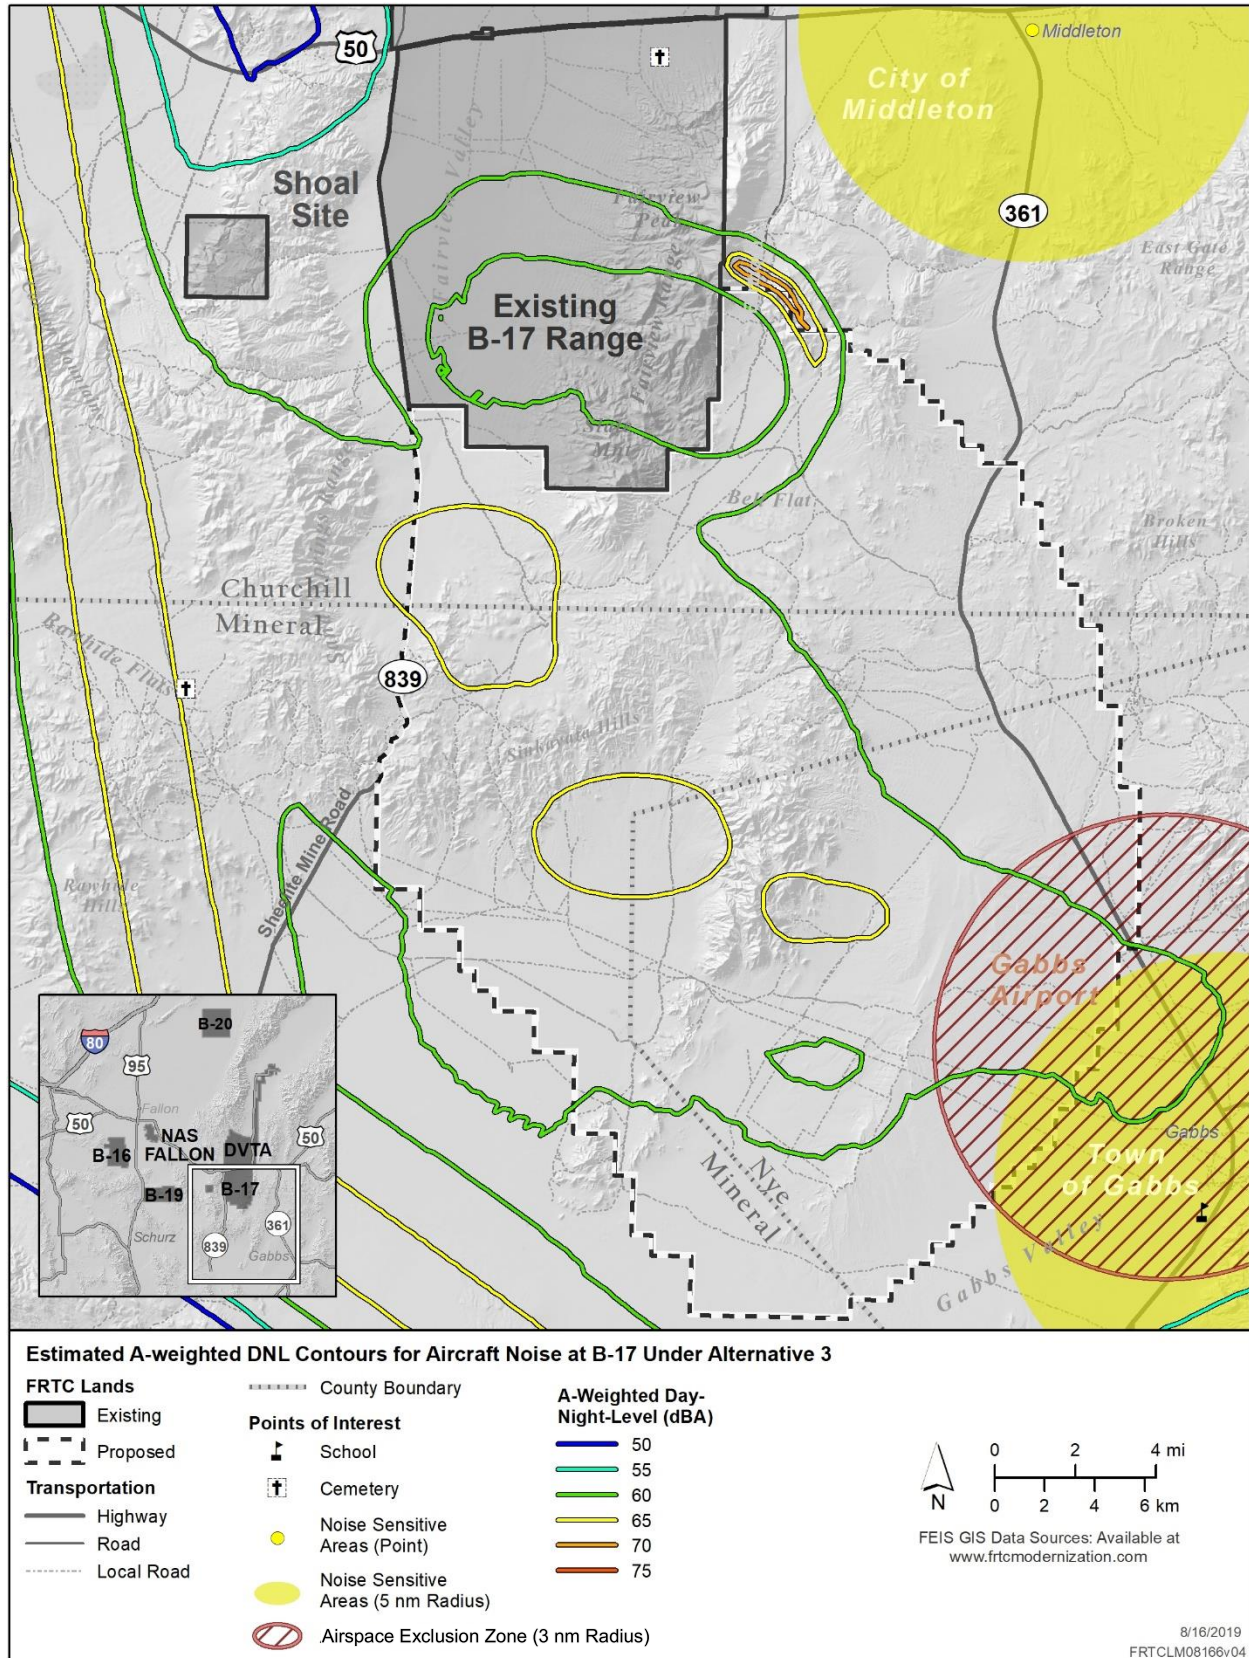 50
Middleton
City of
Middleton
Fairview Valley
Shoal
Site
361
Fairview
Peak
East Gate
Range
Existing
B-17 Range
Fairview Range
Bell Flat
Broken
Hills
Churchill
Mineral
Rawhide Flats
839
Sinkavata Hills
Scheelite Mine Road
Rawhide
Hills
Gabbs
Airport
Gabbs
Town
of Gabbs
Nye
Mineral
Gabbs Valley
B-20
80
95
Fallon
50
NAS
FALLON
DVTA
50
B-16
B-19
B-17
361
Schurz
839
Gabbs
Estimated A-weighted DNL Contours for Aircraft Noise at B-17 Under Alternative 3
FRTC Lands
Existing
Proposed
Transportation
Highway
Road
Local Road
County Boundary
Points of Interest
School
Cemetery
Noise Sensitive
Areas (Point)
Noise Sensitive
Areas (5 nm Radius)
Airspace Exclusion Zone (3 nm Radius)
A-Weighted Day-
Night-Level (dBA)
50
55
60
65
70
75
N
0 2 4 mi
0 2 4 6 km
FEIS GIS Data Sources: Available at
www.frtcmodernization.com
8/16/2019
FRTCLM08166v04